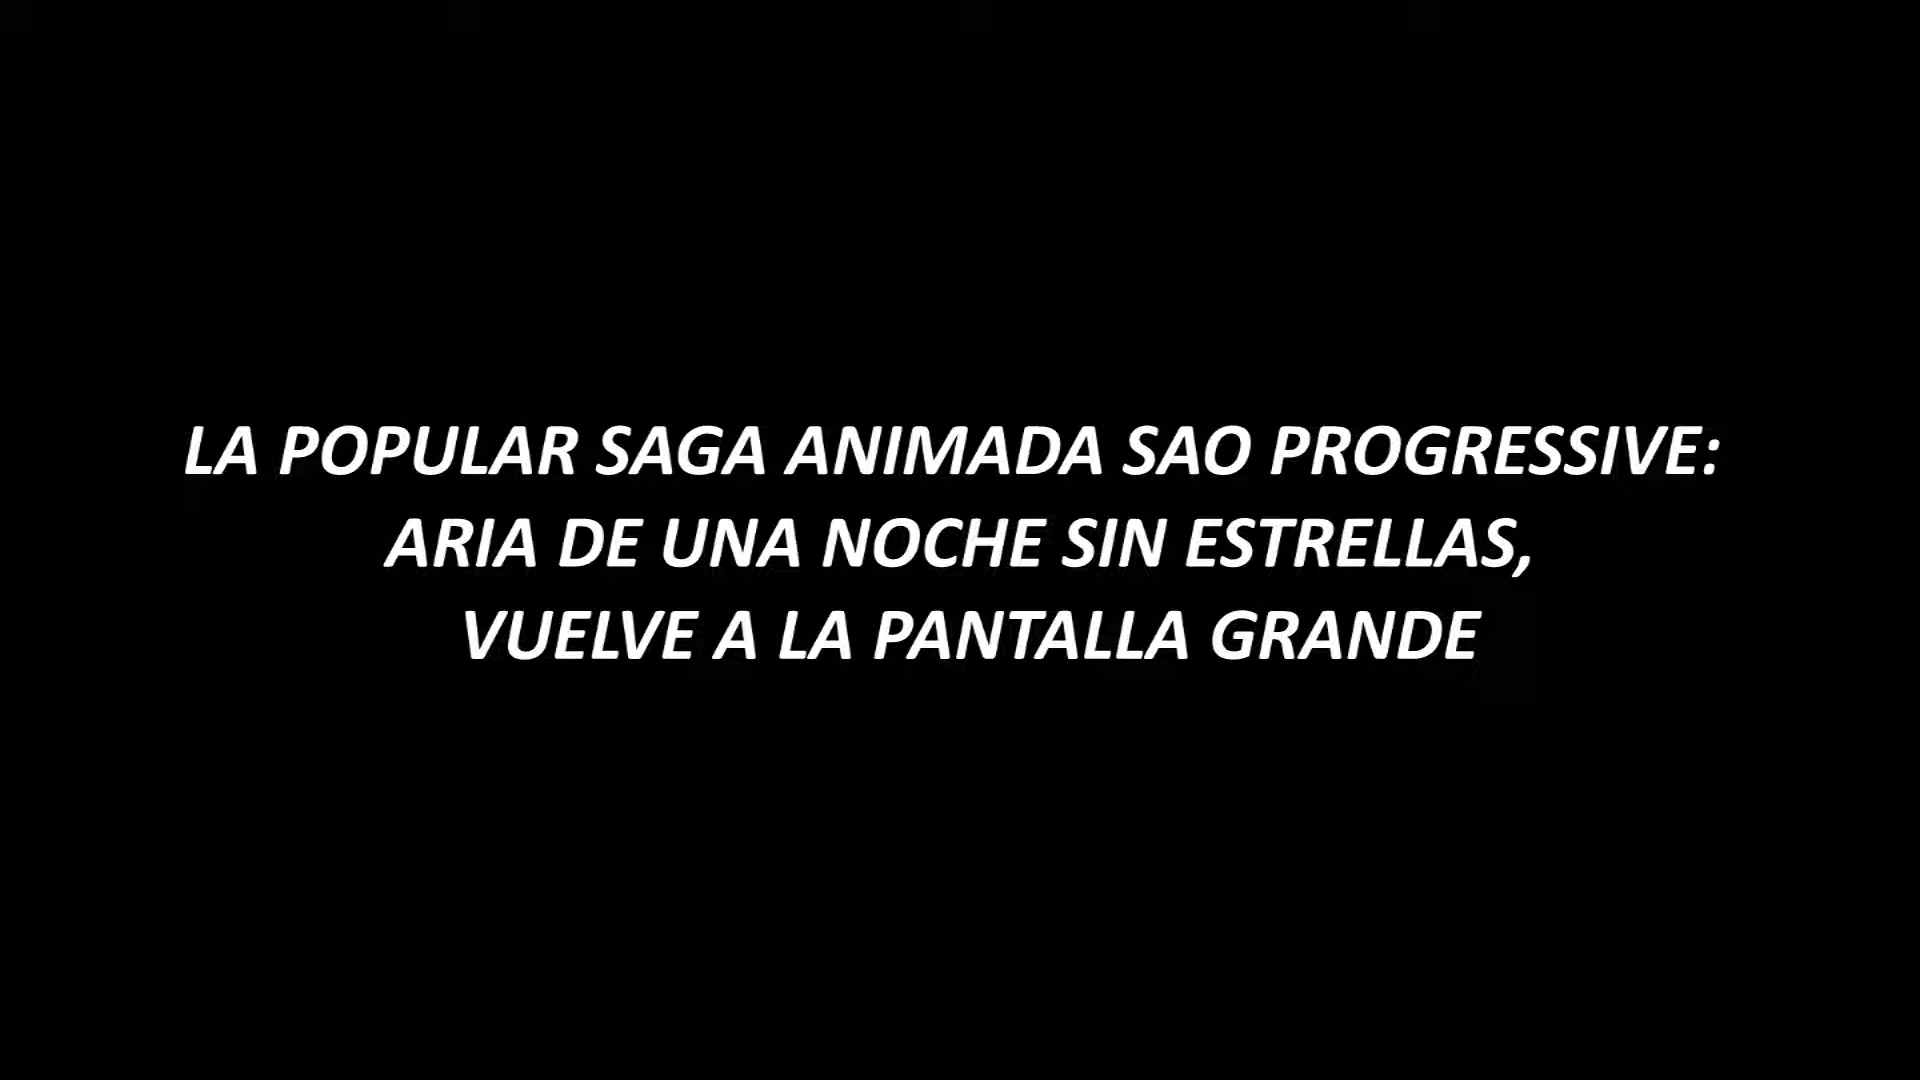 LA POPULAR SAGA ANIMADA SAO PROGRESSIVE:
ARIA DE UNA NOCHE SIN ESTRELLAS,
VUELVE A LA PANTALLA GRANDE